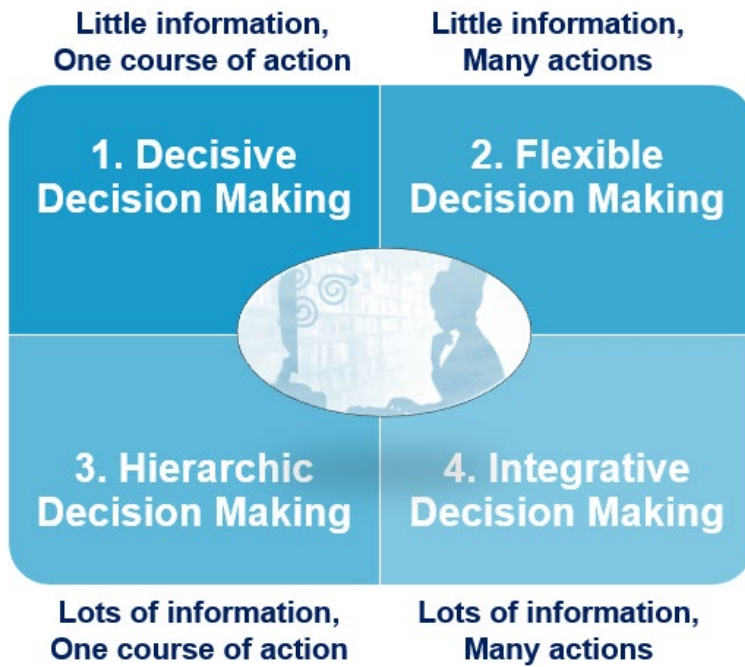 Little information,
One course of action
Little information,
Many actions
1. Decisive
Decision Making
2. Flexible
Decision Making
3. Hierarchic
Decision Making
4. Integrative
Decision Making
Lots of information,
One course of action
Lots of information,
Many actions